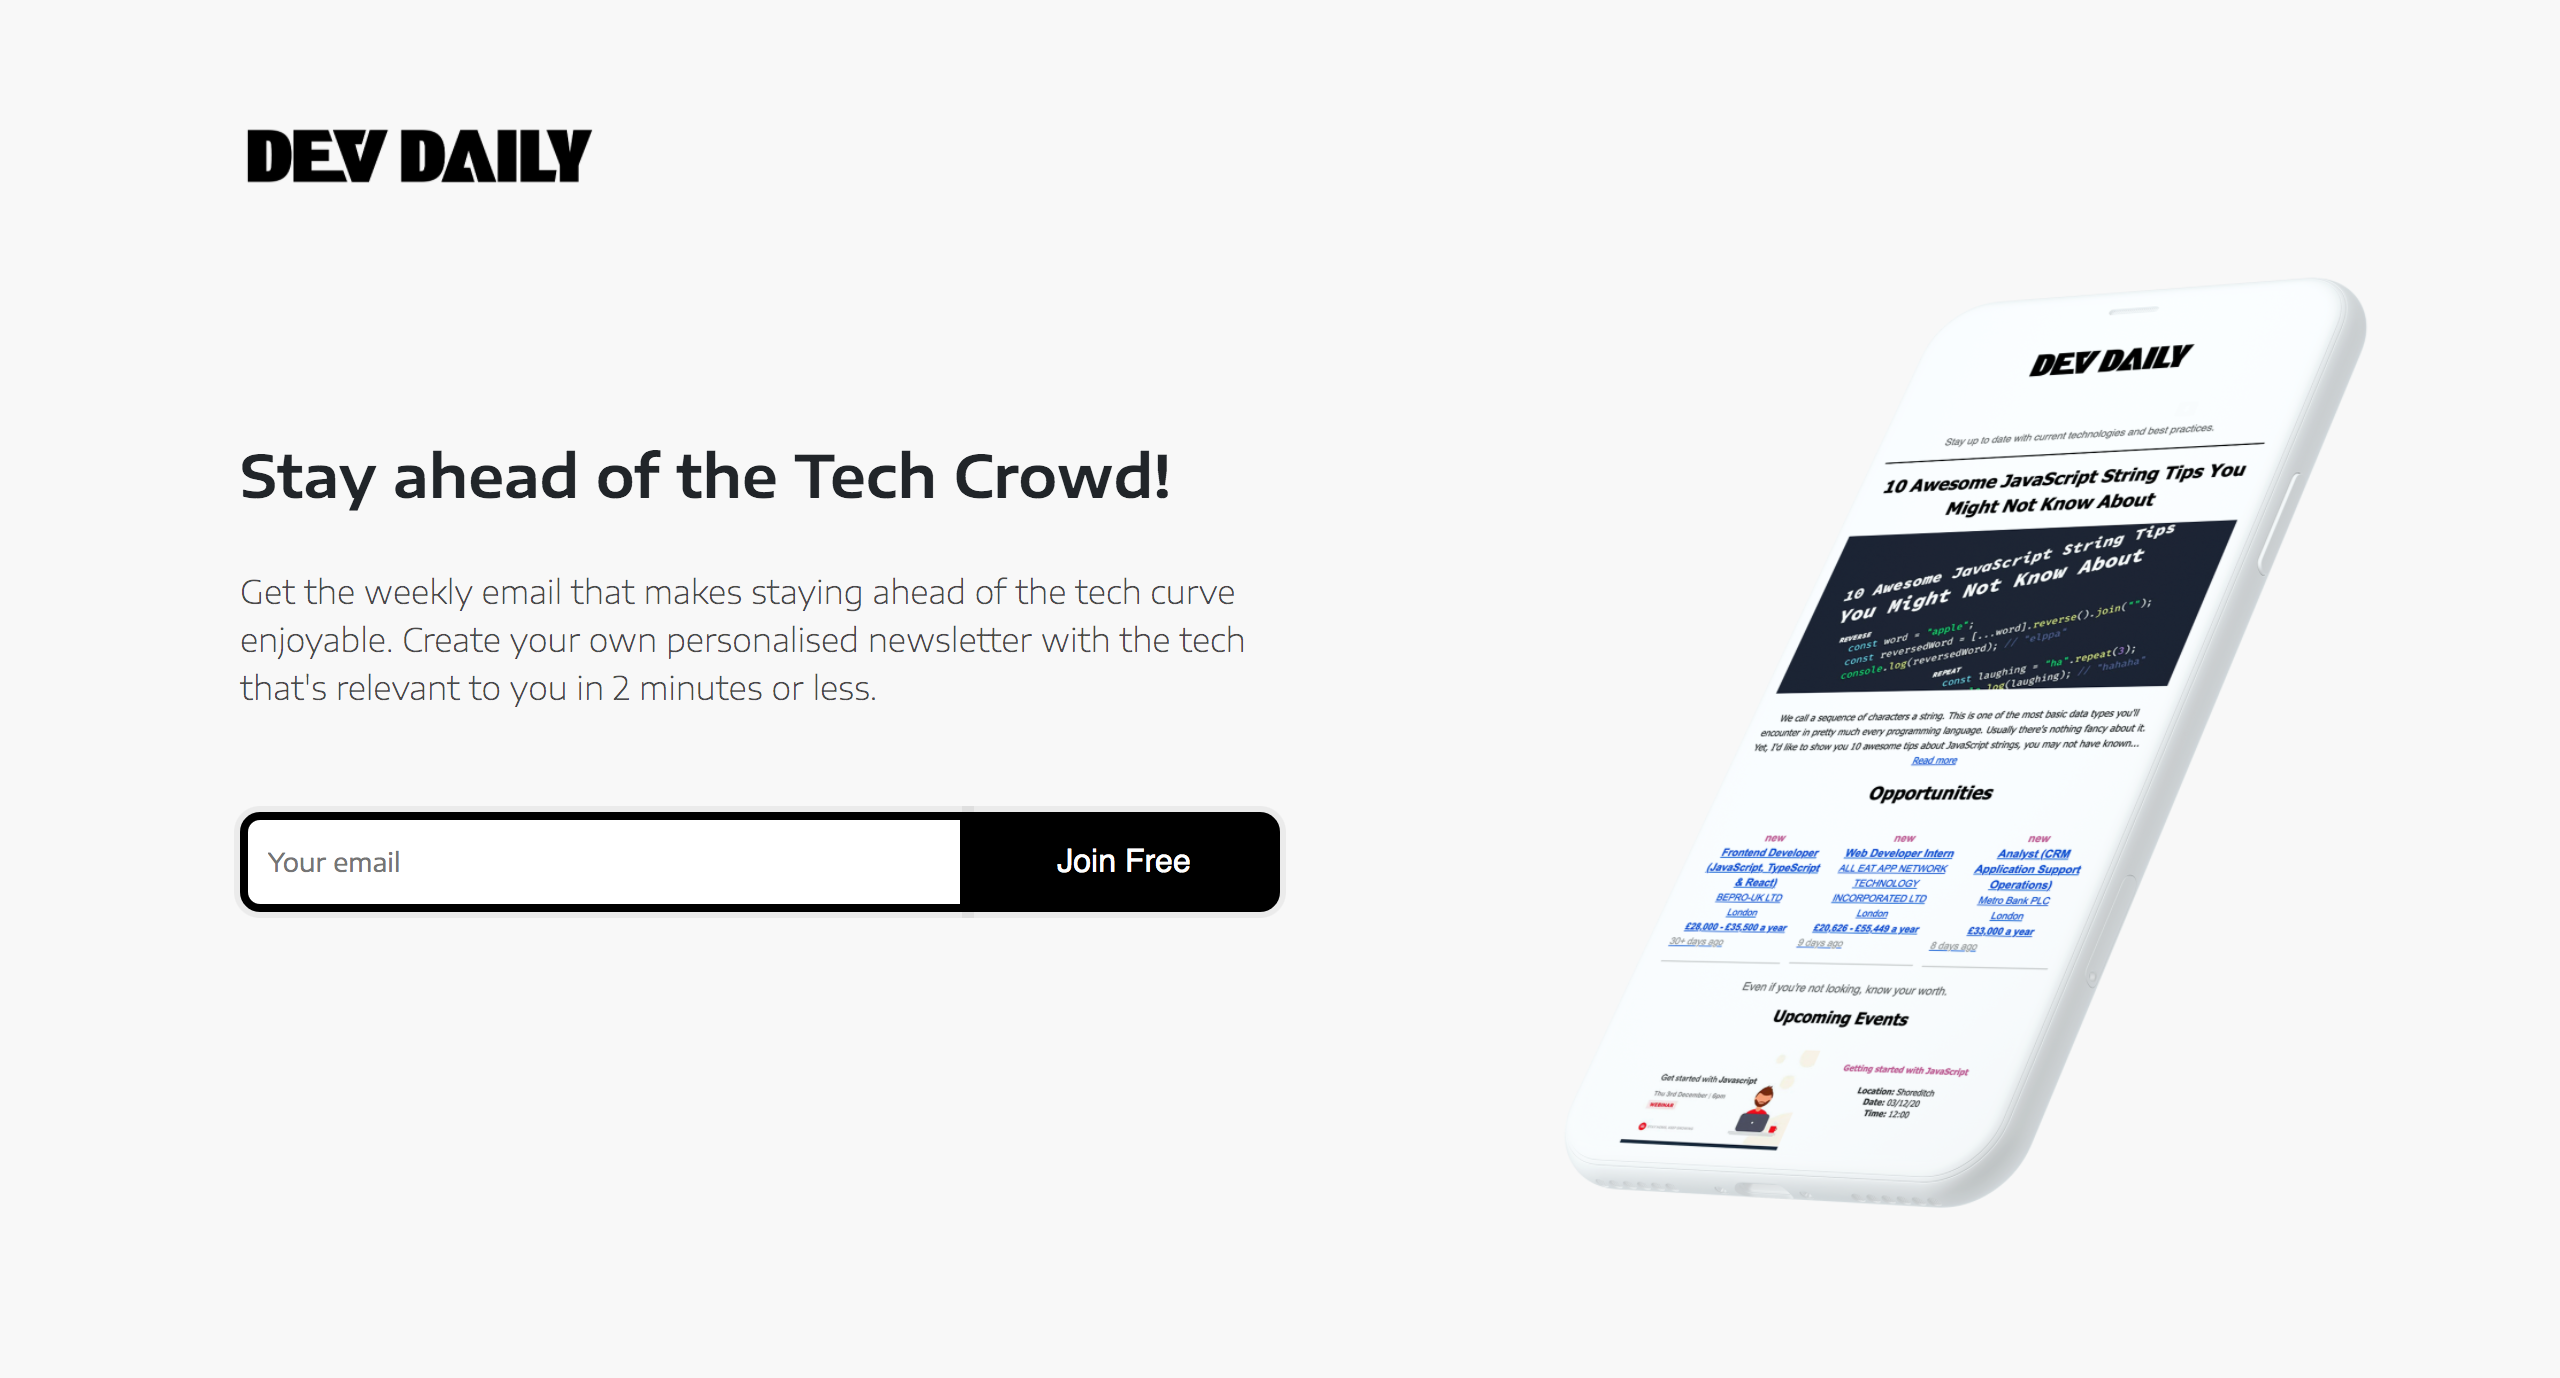 DEV DAILY
Stay ahead of the Tech Crowd!
Get the weekly email that makes staying ahead of the tech curve
enjoyable. Create your own personalised newsletter with the tech
that's relevant to you in 2 minutes or less.
Your email
Join Free
DEV DAILY
Stay up to date with current technologies and best practices.
10 Awesome JavaScript String Tips You
Might Not Know About
10 Awesome JavaScript String Tips
You Might Not Know About
REVERSE
const word = "apple";
const reversedWord = [...word].reverse().join("");
console.log(reversedWord); // "elppa"
REPEAT
const laughing = "ha".repeat(3);
log(laughing); // "hahaha"
We call a sequence of characters a string. This is one of the most basic data types you'll
encounter in pretty much every programming language. Usually there's nothing fancy about it.
Yet, I'd like to show you 10 awesome tips about JavaScript strings, you may not have known...
Read more
Opportunities
new
Frontend Developer
(JavaScript, TypeScript
& React)
BEPRO-UK LTD
London
£28,000 - £35,500 a year
30+ days ago
new
Web Developer Intern
ALL EAT APP NETWORK
TECHNOLOGY
INCORPORATED LTD
London
£20,626 - £55,449 a year
9 days ago
new
Analyst (CRM
Application Support
Operations)
Metro Bank PLC
London
£33,000 a year
8 days ago
Even if you're not looking, know your worth.
Upcoming Events
Get started with Javascript
Thu 3rd December | 6pm
WEBINAR
Getting started with JavaScript
Location: Shoreditch
Date: 03/12/20
Time: 12:00